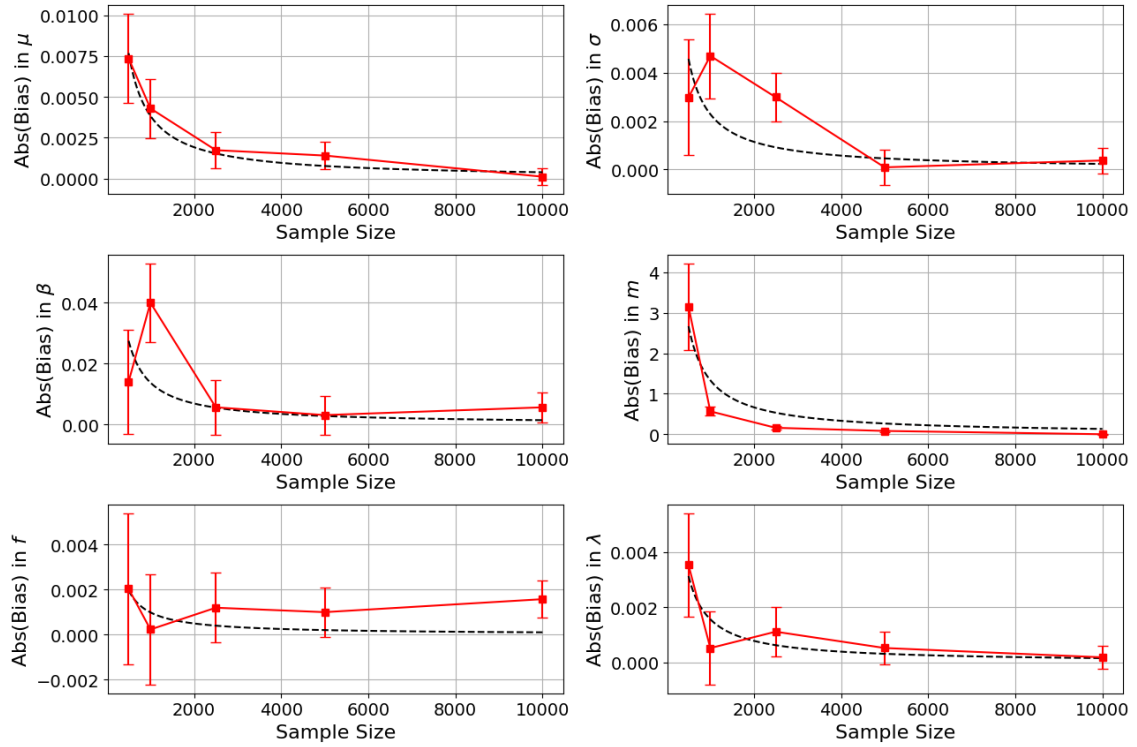 Abs(Bias) in μ
0.0100
0.0075
0.0050
0.0025
0.0000
2000 4000 6000 8000 10000
Sample Size
Abs(Bias) in σ
0.006
0.004
0.002
0.000
2000 4000 6000 8000 10000
Sample Size
Abs(Bias) in β
0.04
0.02
0.00
2000 4000 6000 8000 10000
Sample Size
Abs(Bias) in m
4
3
2
1
0
2000 4000 6000 8000 10000
Sample Size
Abs(Bias) in f
0.004
0.002
0.000
−0.002
2000 4000 6000 8000 10000
Sample Size
Abs(Bias) in λ
0.004
0.002
0.000
2000 4000 6000 8000 10000
Sample Size